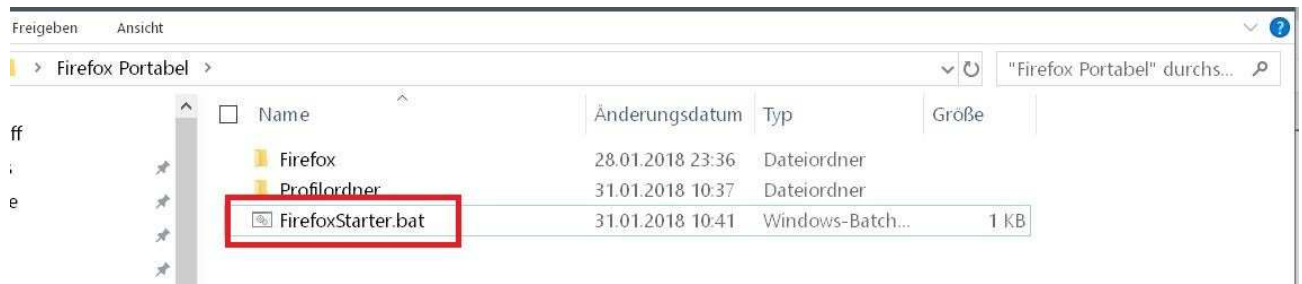 Freigeben Ansicht
> Firefox Portabel > "Firefox Portabel" durchs...
Name Änderungsdatum Typ Größe
ff
Firefox 28.01.2018 23:36 Dateiordner
s
Profilordner 31.01.2018 10:37 Dateiordner
e
FirefoxStarter.bat 31.01.2018 10:41 Windows-Batch... 1 KB